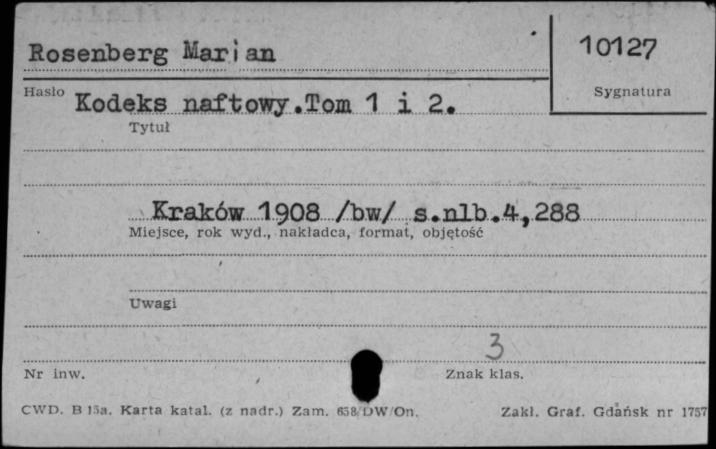 Rosenberg Marian
10127
Hasło
Sygnatura
Kodeks naftowy.Tom 1 i 2.
Tytuł
Kraków 1908 /bw/ s.nlb.4,288
Miejsce, rok wyd., nakładca, format, objętość
Uwagi
3
Nr inw.
Znak klas.
CWD. B 15a. Karta katal. (z nadr.) Zam. 658/DW/On.
Zakł. Graf. Gdańsk nr 1757